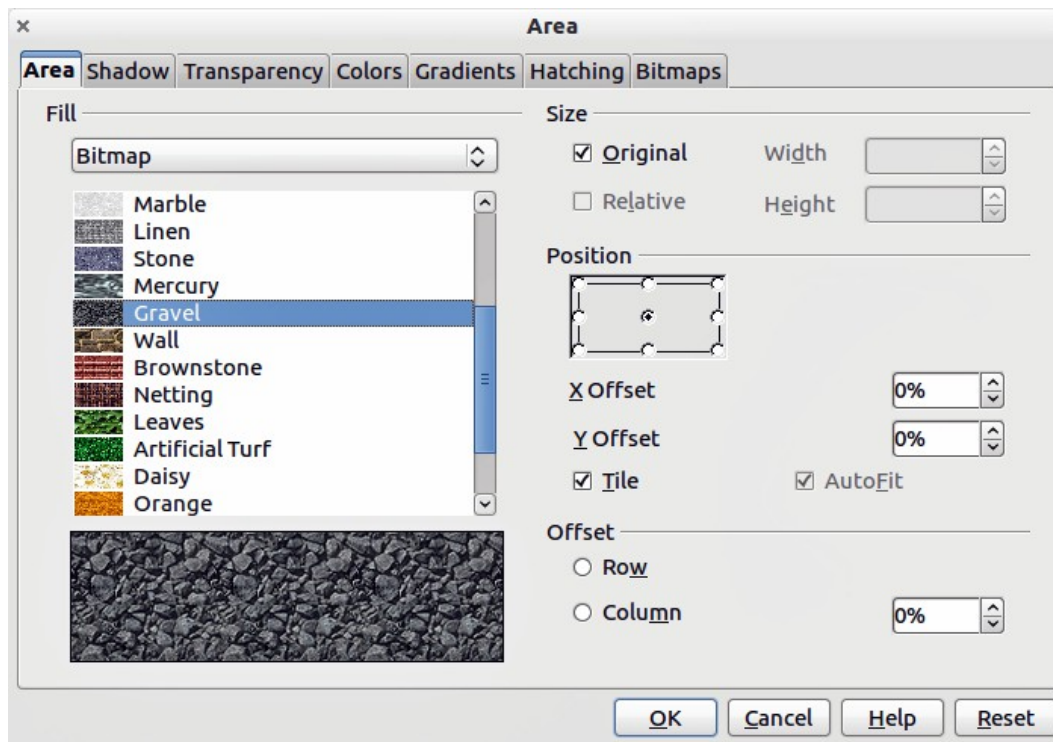 Area
Area Shadow Transparency Colors Gradients Hatching Bitmaps
Fill
Bitmap
Marble
Linen
Stone
Mercury
Gravel
Wall
Brownstone
Netting
Leaves
Artificial Turf
Daisy
Orange
Size
Original Width
Relative Height
Position
X Offset 0%
Y Offset 0%
Tile AutoFit
Offset
Row
Column 0%
OK Cancel Help Reset